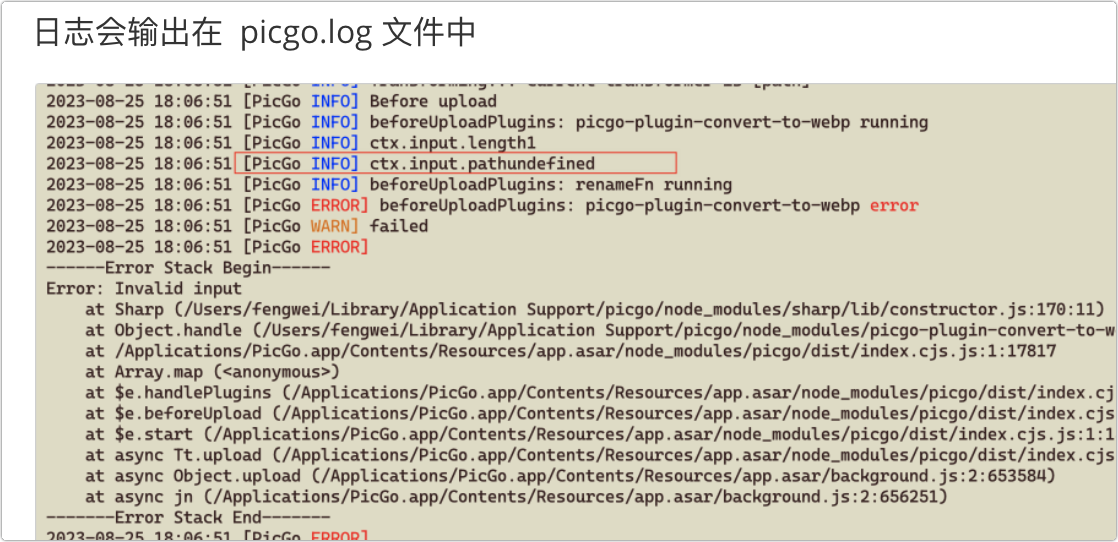 日志会输出在 picgo.log 文件中
2023-08-25 18:06:51 [PicGo INFO] Transforming... Current transformer is [path]
2023-08-25 18:06:51 [PicGo INFO] Before upload
2023-08-25 18:06:51 [PicGo INFO] beforeUploadPlugins: picgo-plugin-convert-to-webp running
2023-08-25 18:06:51 [PicGo INFO] ctx.input.length1
2023-08-25 18:06:51 [PicGo INFO] ctx.input.pathundefined
2023-08-25 18:06:51 [PicGo INFO] beforeUploadPlugins: renameFn running
2023-08-25 18:06:51 [PicGo ERROR] beforeUploadPlugins: picgo-plugin-convert-to-webp error
2023-08-25 18:06:51 [PicGo WARN] failed
2023-08-25 18:06:51 [PicGo ERROR]
------Error Stack Begin------
Error: Invalid input
at Sharp (/Users/fengwei/Library/Application Support/picgo/node_modules/sharp/lib/constructor.js:170:11)
at Object.handle (/Users/fengwei/Library/Application Support/picgo/node_modules/picgo-plugin-convert-to-w
at /Applications/PicGo.app/Contents/Resources/app.asar/node_modules/picgo/dist/index.cjs.js:1:17817
at Array.map (<anonymous>)
at $e.handlePlugins (/Applications/PicGo.app/Contents/Resources/app.asar/node_modules/picgo/dist/index.cj
at $e.beforeUpload (/Applications/PicGo.app/Contents/Resources/app.asar/node_modules/picgo/dist/index.cjs
at $e.start (/Applications/PicGo.app/Contents/Resources/app.asar/node_modules/picgo/dist/index.cjs.js:1:1
at async Tt.upload (/Applications/PicGo.app/Contents/Resources/app.asar/node_modules/picgo/dist/index.cjs
at async Object.upload (/Applications/PicGo.app/Contents/Resources/app.asar/background.js:2:653584)
at async jn (/Applications/PicGo.app/Contents/Resources/app.asar/background.js:2:656251)
-------Error Stack End-------
2023-08-25 18:06:51 [PicGo ERROR]